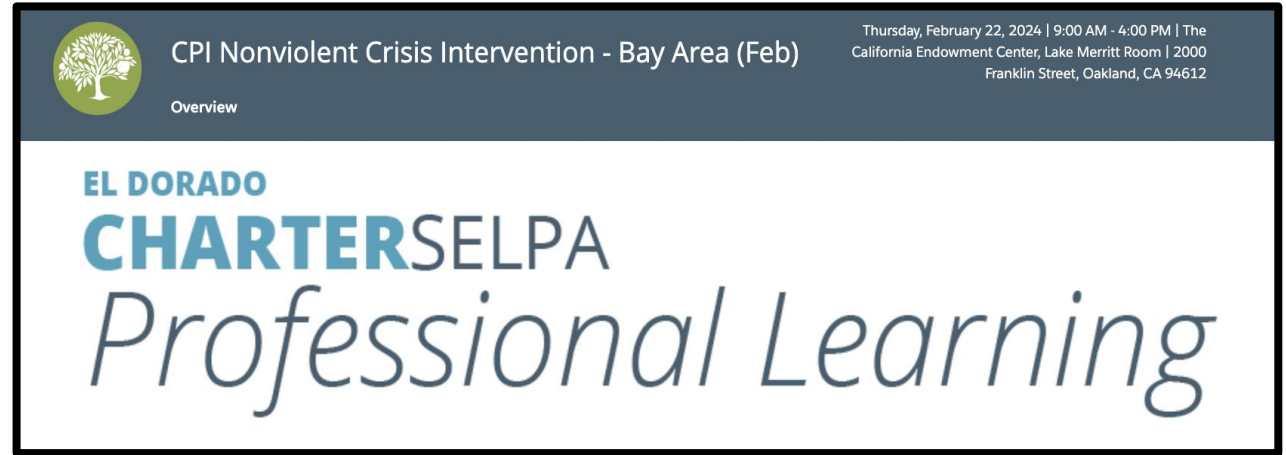 CPI Nonviolent Crisis Intervention - Bay Area (Feb)
Overview
Thursday, February 22, 2024 | 9:00 AM - 4:00 PM | The
California Endowment Center, Lake Merritt Room | 2000
Franklin Street, Oakland, CA 94612
EL DORADO
CHARTERSELPA
Professional Learning